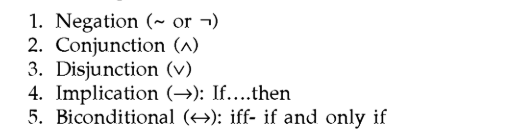 1. Negation (~ or ¬)
2. Conjunction (∧)
3. Disjunction (∨)
4. Implication (→): If....then
5. Biconditional (↔): iff- if and only if